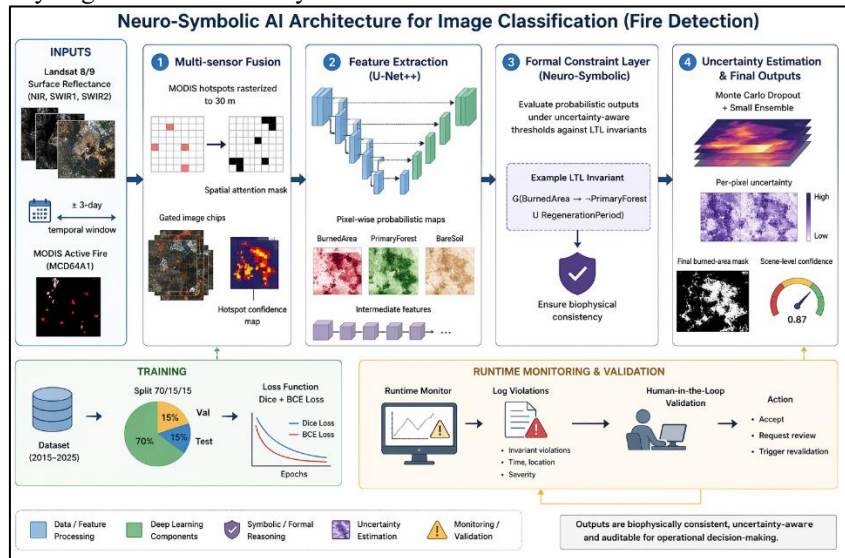 Neuro-Symbolic AI Architecture for Image Classification (Fire Detection)
INPUTS
Landsat 8/9
Surface Reflectance
(NIR, SWIR1, SWIR2)
± 3-day
temporal window
MODIS Active Fire
(MCD64A1)
1 Multi-sensor Fusion
MODIS hotspots rasterized
to 30 m
Spatial attention mask
Gated image chips
Hotspot confidence
map
2 Feature Extraction
(U-Net++)
Pixel-wise probabilistic maps
BurnedArea PrimaryForest BareSoil
Intermediate features
...
3 Formal Constraint Layer
(Neuro-Symbolic)
Evaluate probabilistic outputs
under uncertainty-aware
thresholds against LTL invariants
Example LTL Invariant
G(BurnedArea → ¬PrimaryForest
U RegenerationPeriod)
Ensure biophysical
consistency
4 Uncertainty Estimation
& Final Outputs
Monte Carlo Dropout
+ Small Ensemble
Per-pixel uncertainty
High
Low
Final burned-area mask
Scene-level confidence
0.87
TRAINING
Dataset
(2015–2025)
Split 70/15/15
15%
Val
15%
Test
70%
Loss Function
Dice + BCE Loss
Dice Loss
BCE Loss
Epochs
RUNTIME MONITORING & VALIDATION
Runtime Monitor
Log Violations
• Invariant violations
• Time, location
• Severity
Human-in-the-Loop
Validation
Action
• Accept
• Request review
• Trigger revalidation
Data / Feature
Processing
Deep Learning
Components
Symbolic / Formal
Reasoning
Uncertainty
Estimation
Monitoring /
Validation
Outputs are biophysically consistent, uncertainty-aware
and auditable for operational decision-making.